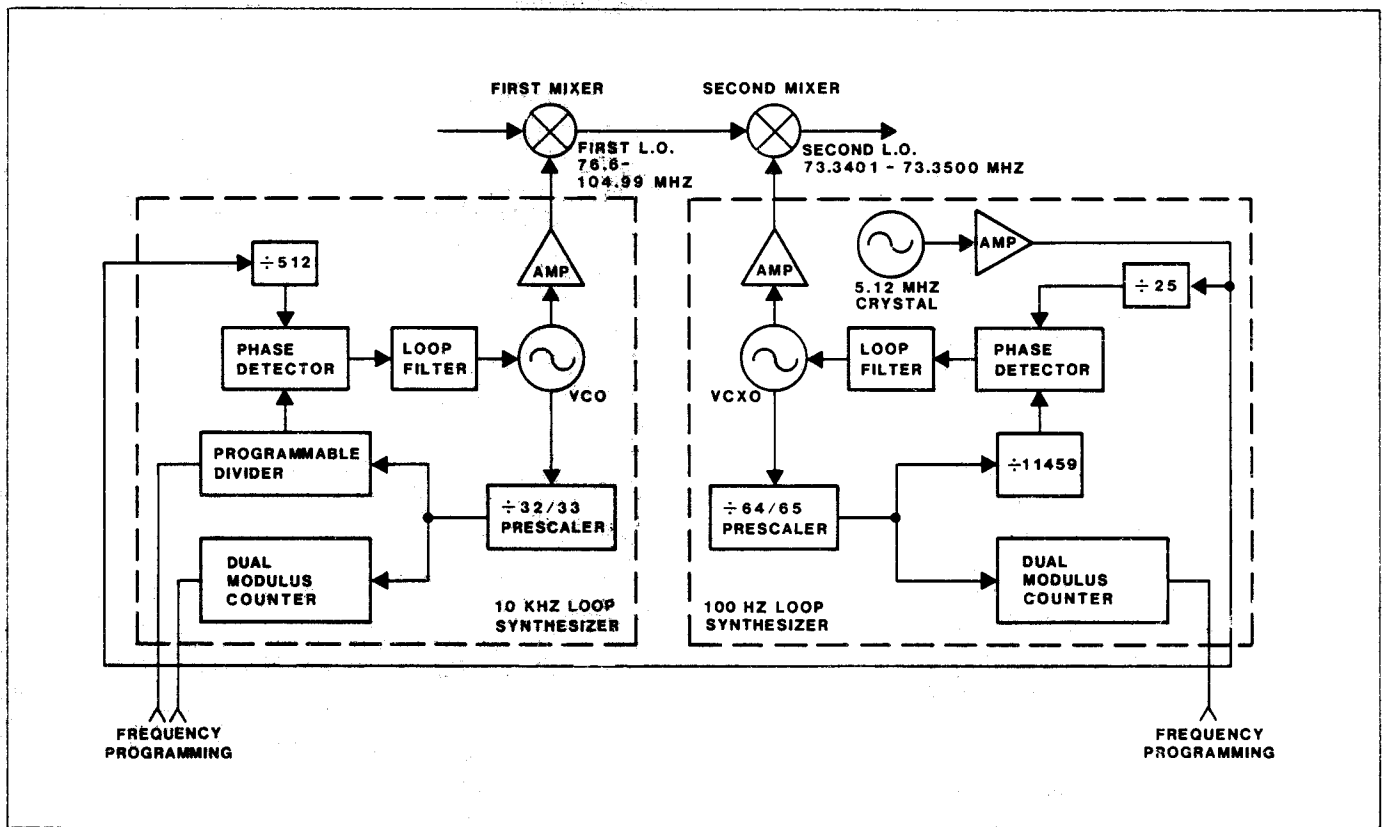 FIRST MIXER
SECOND MIXER
FIRST L.O.
76.6-
104.99 MHZ
SECOND L.O.
73.3401 - 73.3500 MHZ
÷512
AMP
AMP
AMP
5.12 MHZ
CRYSTAL
÷25
PHASE
DETECTOR
LOOP
FILTER
VCO
VCXO
LOOP
FILTER
PHASE
DETECTOR
PROGRAMMABLE
DIVIDER
÷32/33
PRESCALER
÷64/65
PRESCALER
÷11459
DUAL
MODULUS
COUNTER
10 KHZ LOOP
SYNTHESIZER
100 HZ LOOP
SYNTHESIZER
DUAL
MODULUS
COUNTER
FREQUENCY
PROGRAMMING
FREQUENCY
PROGRAMMING